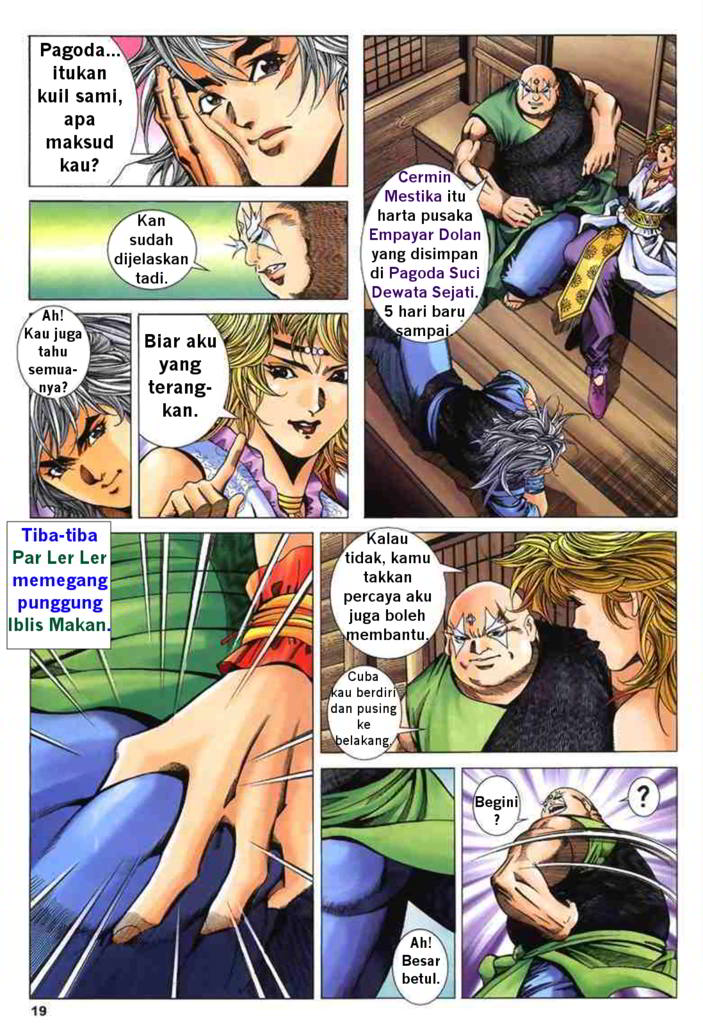 Pagoda...
itukan
kuil sami,
apa
maksud
kau?
Cermin
Mestika itu
harta pusaka
Empayar Dolan
yang disimpan
di Pagoda Suci
Dewata Sejati.
5 hari baru
sampai.
Kan
sudah
dijelaskan
tadi.
Ah!
Kau juga
tahu
semua-
nya?
Biar aku
yang
terang-
kan.
Tiba-tiba
Par Ler Ler
memegang
punggung
Iblis Makan.
Kalau
tidak, kamu
takkan
percaya aku
juga boleh
membantu.
Cuba
kau berdiri
dan pusing
ke
belakang.
Ah!
Besar
betul.
Begini
?
?
19